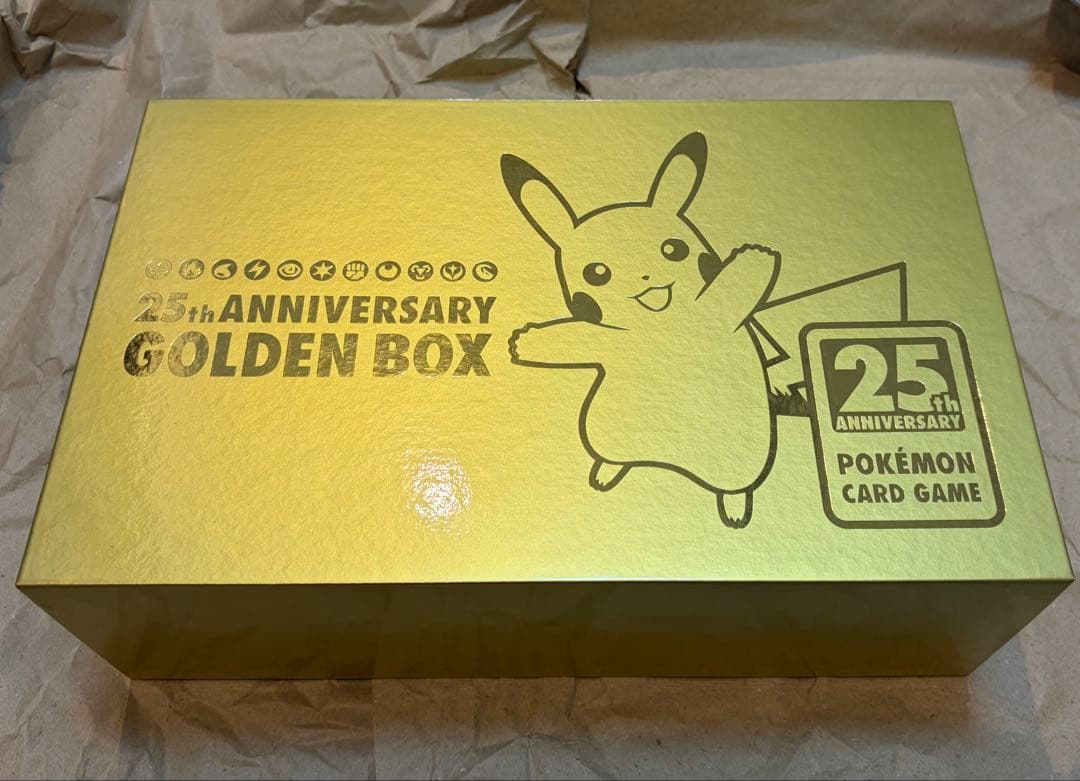 25th ANNIVERSARY
GOLDEN BOX
25th
ANNIVERSARY
POKÉMON
CARD GAME